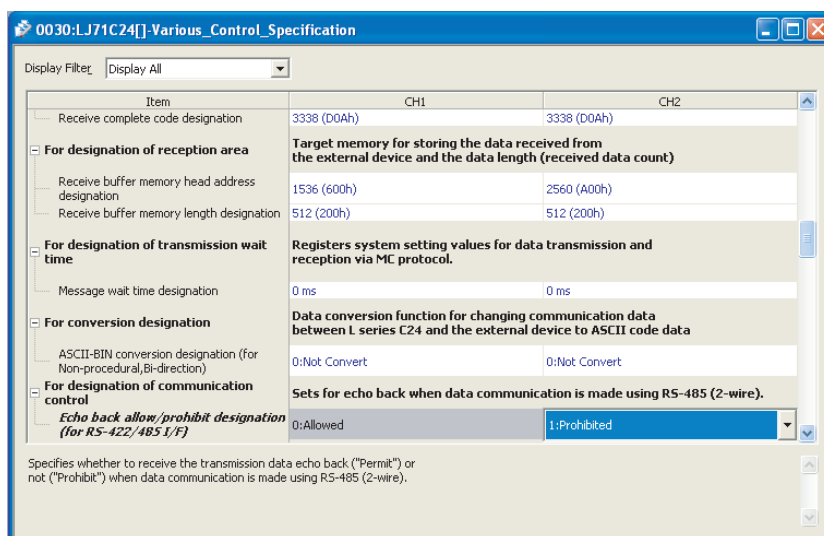 0030:LJ71C24[]-Various_Control_Specification
Display Filter Display All
Item CH1 CH2
Receive complete code designation 3338 (D0Ah) 3338 (D0Ah)
For designation of reception area
Target memory for storing the data received from
the external device and the data length (received data count)
Receive buffer memory head address
designation
1536 (600h) 2560 (A00h)
Receive buffer memory length designation 512 (200h) 512 (200h)
For designation of transmission wait
time
Registers system setting values for data transmission and
reception via MC protocol.
Message wait time designation 0 ms 0 ms
For conversion designation
Data conversion function for changing communication data
between L series C24 and the external device to ASCII code data
ASCII-BIN conversion designation (for
Non-procedural,Bi-direction)
0:Not Convert 0:Not Convert
For designation of communication
control
Sets for echo back when data communication is made using RS-485 (2-wire).
Echo back allow/prohibit designation
(for RS-422/485 I/F)
0:Allowed 1:Prohibited
Specifies whether to receive the transmission data echo back ("Permit") or
not ("Prohibit") when data communication is made using RS-485 (2-wire).